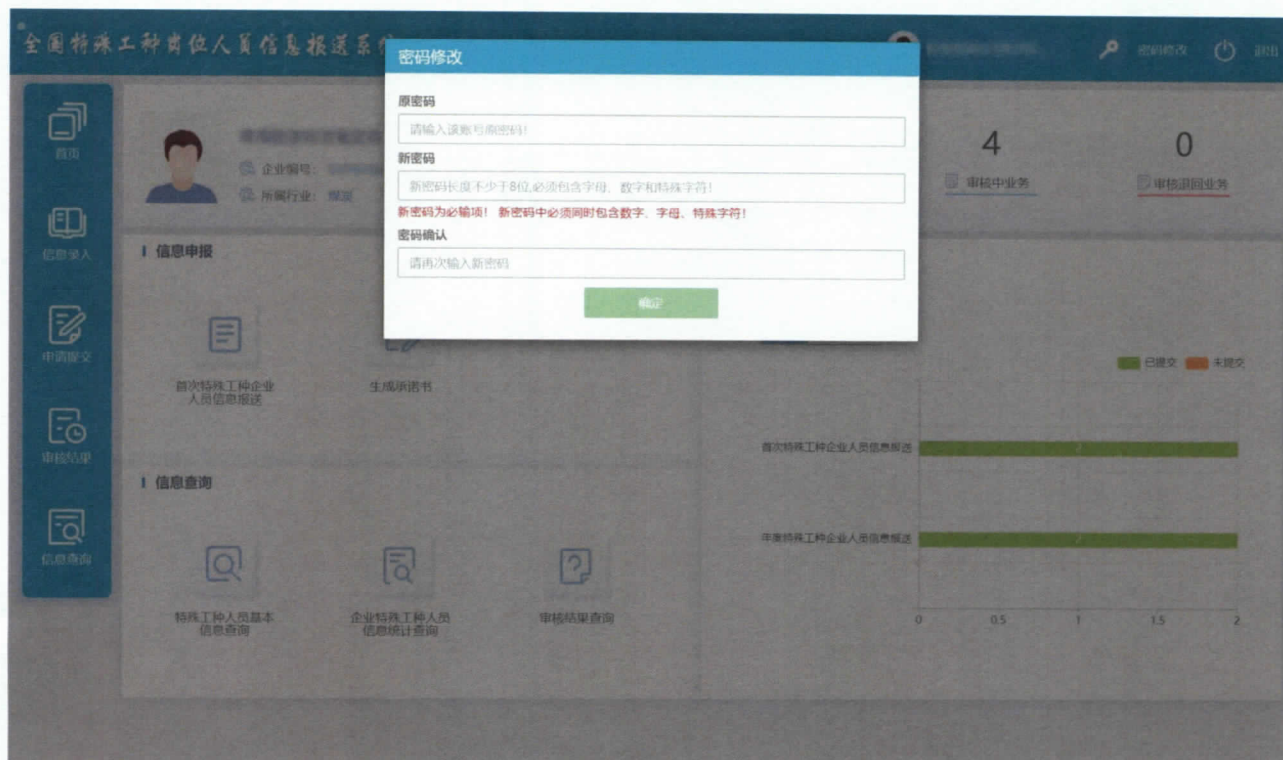 全国特殊工种岗位人员信息报送系
密码修改
密码修改
退出
原密码
请输入该账号原密码!
新密码
新密码长度不少于8位,必须包含字母、数字和特殊字符!
新密码为必输项! 新密码中必须同时包含数字、字母、特殊字符!
密码确认
请再次输入新密码
确定
首页
信息录入
申请提交
审核结果
信息查询
企业编号:
所属行业: 煤炭
4
审核中业务
0
审核退回业务
信息申报
首次特殊工种企业
人员信息报送
生成承诺书
信息查询
特殊工种人员基本
信息查询
企业特殊工种人员
信息统计查询
审核结果查询
已提交 未提交
首次特殊工种企业人员信息报送
2
年度特殊工种企业人员信息报送
2
0 0.5 1 1.5 2